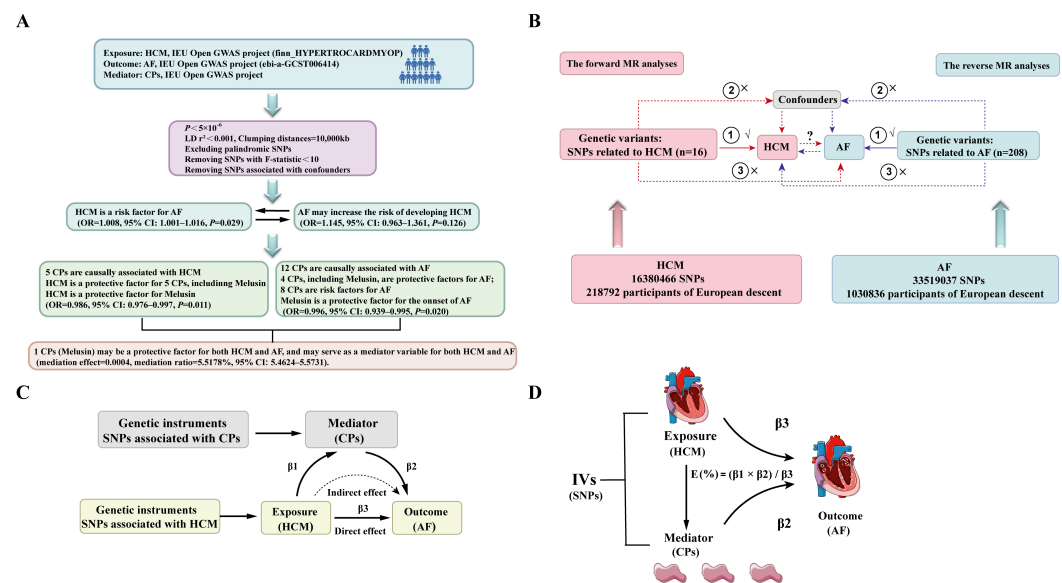 A
Exposure: HCM, IEU Open GWAS project (finn_HYPERTROCARDMYOP)
Outcome: AF, IEU Open GWAS project (ebi-a-GCST006414)
Mediator: CPs, IEU Open GWAS project
P<5×10⁻⁶
LD r²<0.001, Clumping distances=10,000kb
Excluding palindromic SNPs
Removing SNPs with F-statistic<10
Removing SNPs associated with confounders
HCM is a risk factor for AF
(OR=1.008, 95% CI: 1.001–1.016, P=0.029)
AF may increase the risk of developing HCM
(OR=1.145, 95% CI: 0.963–1.361, P=0.126)
5 CPs are causally associated with HCM
HCM is a protective factor for 5 CPs, includiinng Melusin
HCM is a protective factor for Melusin
(OR=0.986, 95% CI: 0.976–0.997, P=0.011)
12 CPs are causally associated with AF
4 CPs, including Melusin, are protective factors for AF;
8 CPs are risk factors for AF
Melusin is a protective factor for the onnset of AF
(OR=0.996, 95% CI: 0.939–0.995, P=0.020)
1 CPs (Melusin) may be a protective factor for both HCM and AF, and may serve as a mediator variable for both HCM and AF
(mediation effect=0.0004, mediation ratio=5.5178%, 95% CI: 5.4624–5.5731).
B
The forward MR analyses
The reverse MR analyses
2 ×
2 ×
Confounders
Genetic variants:
SNPs related to HCM (n=16)
1 √
HCM
?
AF
1 √
Genetic variants:
SNPs related to AF (n=208)
3 ×
3 ×
HCM
16380466 SNPs
218792 participants of European descent
AF
33519037 SNPs
1030836 participants of European descent
C
Genetic instruments
SNPs associated with CPs
Mediator
(CPs)
β1
β2
Indirect effect
Genetic instruments
SNPs associated with HCM
Exposure
(HCM)
β3
Direct effect
Outcome
(AF)
D
Exposure
(HCM)
β3
IVs
(SNPs)
E(%) = (β1 × β2) / β3
β2
Mediator
(CPs)
Outcome
(AF)